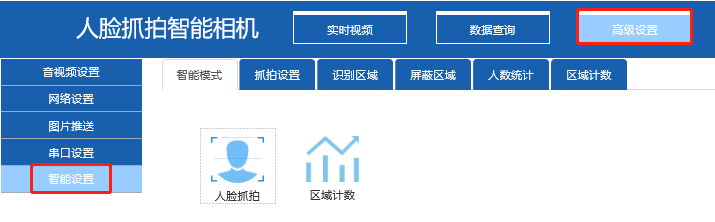 人脸抓拍智能相机 实时视频 数据查询 高级设置
音视频设置 智能模式 抓拍设置 识别区域 屏蔽区域 人数统计 区域计数
网络设置
图片推送
串口设置
智能设置
人脸抓拍 区域计数